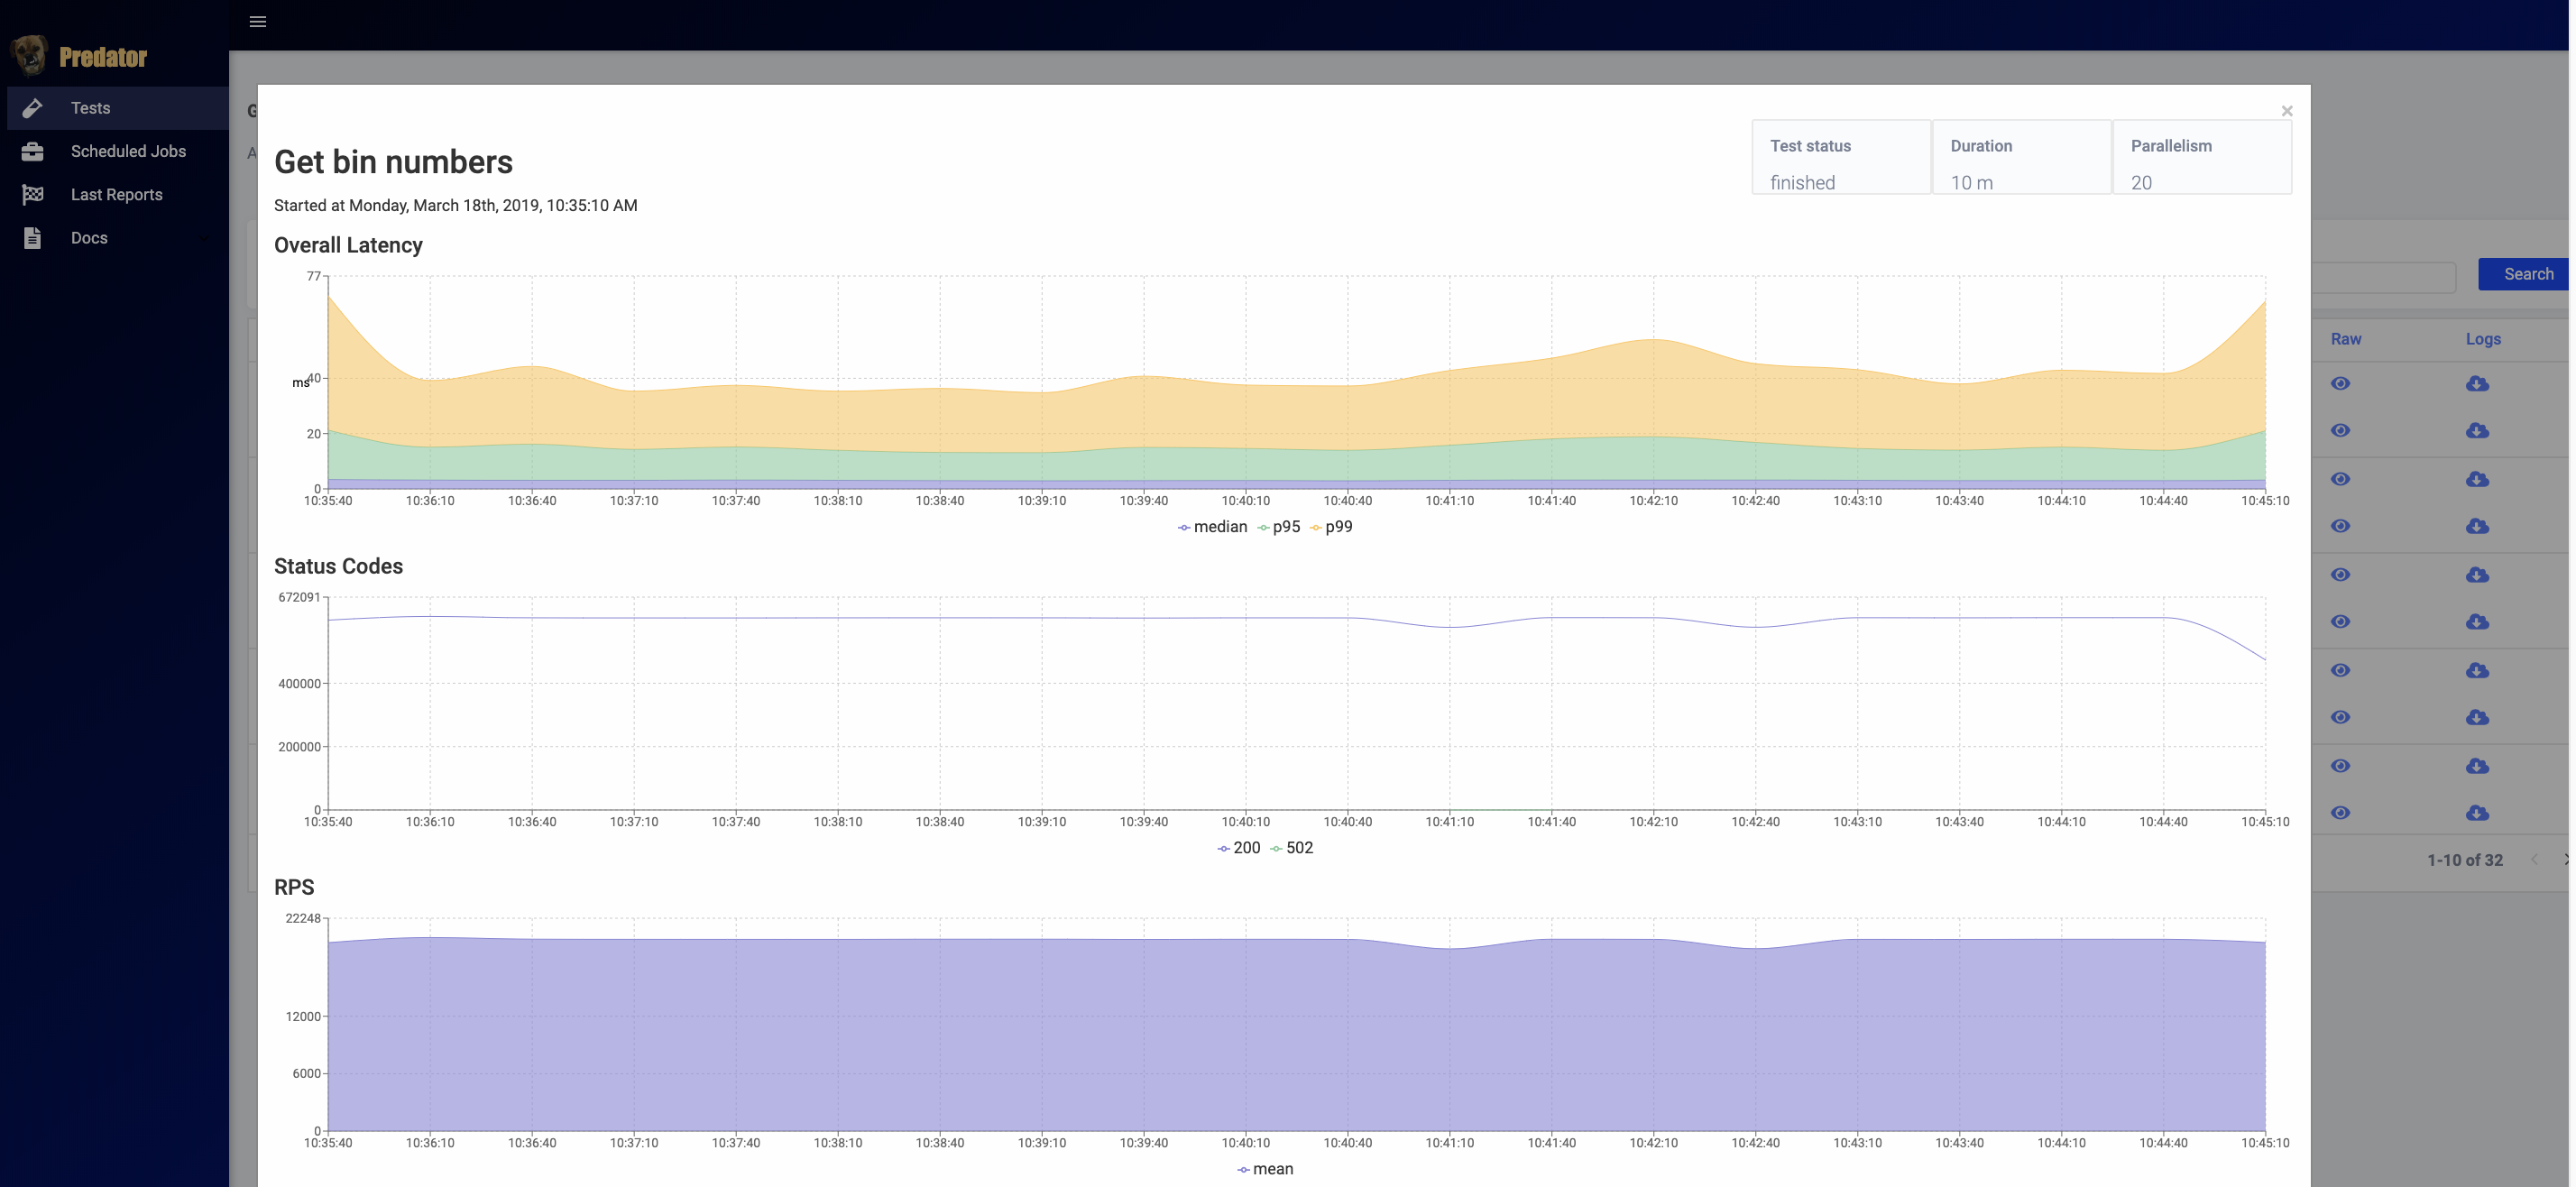 Predator
Tests
Scheduled Jobs
Last Reports
Docs
G
A
×
Get bin numbers
Started at Monday, March 18th, 2019, 10:35:10 AM
Test status
finished
Duration
10 m
Parallelism
20
Overall Latency
77
40
20
0
ms
10:35:40 10:36:10 10:36:40 10:37:10 10:37:40 10:38:10 10:38:40 10:39:10 10:39:40 10:40:10 10:40:40 10:41:10 10:41:40 10:42:10 10:42:40 10:43:10 10:43:40 10:44:10 10:44:40 10:45:10
median p95 p99
Status Codes
672091
400000
200000
0
10:35:40 10:36:10 10:36:40 10:37:10 10:37:40 10:38:10 10:38:40 10:39:10 10:39:40 10:40:10 10:40:40 10:41:10 10:41:40 10:42:10 10:42:40 10:43:10 10:43:40 10:44:10 10:44:40 10:45:10
200 502
RPS
22248
12000
6000
0
10:35:40 10:36:10 10:36:40 10:37:10 10:37:40 10:38:10 10:38:40 10:39:10 10:39:40 10:40:10 10:40:40 10:41:10 10:41:40 10:42:10 10:42:40 10:43:10 10:43:40 10:44:10 10:44:40 10:45:10
mean
Search
Raw Logs
1-10 of 32